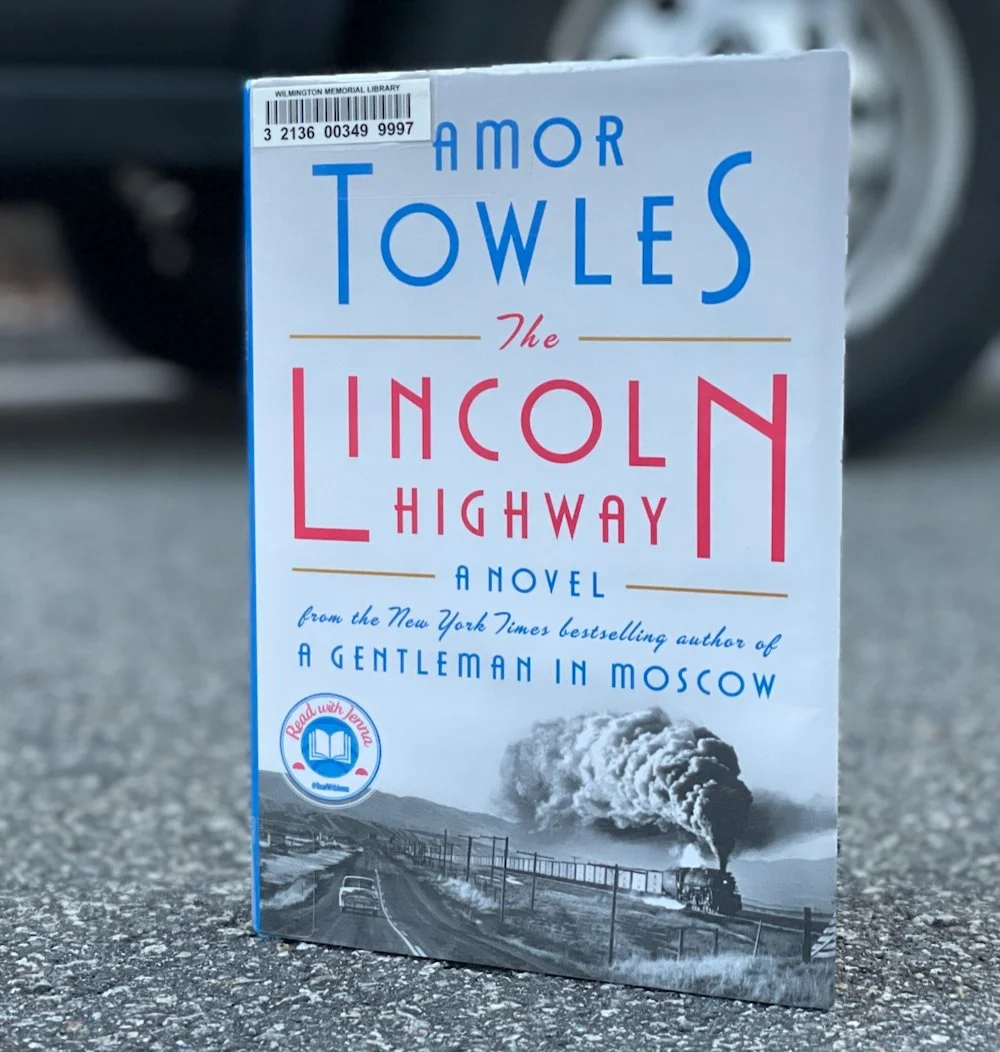 WILMINGTON MEMORIAL LIBRARY
3 2136 00349 9997
AMOR
TOWLES
The
LINCOLN
HIGHWAY
A NOVEL
from the New York Times bestselling author of
A GENTLEMAN IN MOSCOW
Read with Jenna
#ReadWithJenna